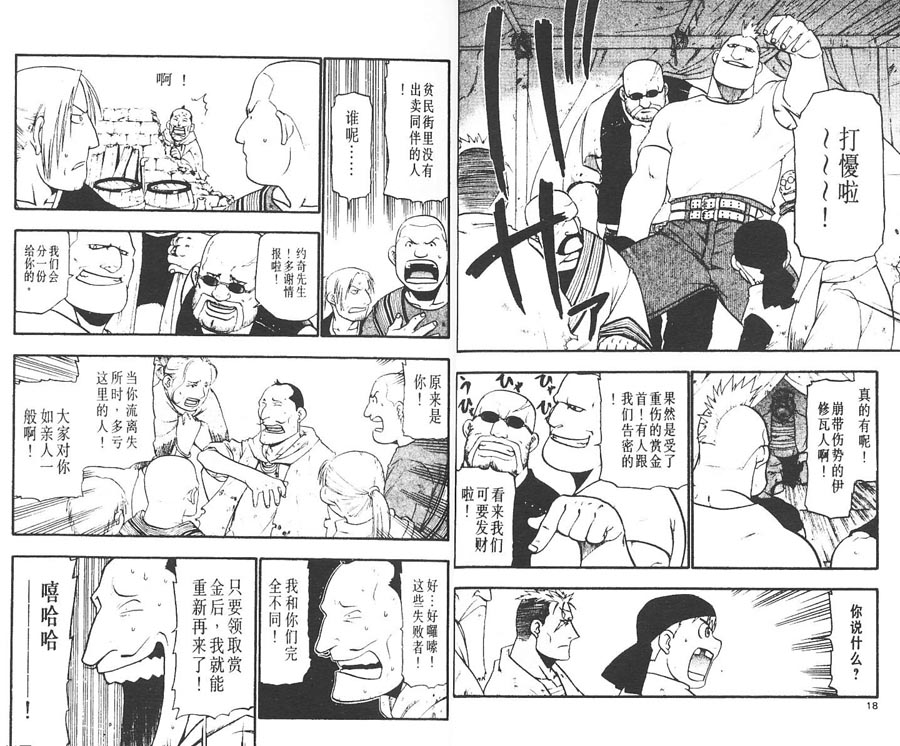 打懮啦
～～～！
真的有呢！
崩带伤势的伊
修瓦人啊！
果然是受了
重伤的赏金
首！有人跟
我们告密的
！
看来我们
可要发财
啦！
ひゃ
ひゃ
你说什么？
18
贫民街里没有
出卖同伴的人
谁呢……
啊！
约奇先生
！多谢情
报啦！
我们会
分一份
给你的。
原来是
你！
当你流离失
所时，多亏
这里的人！
大家对你
如亲人一
般啊！
好…好囉嗦
这些失败者！
我和你们完
全不同！
只要领取赏
金后，我就能
重新再来了！
嘻哈哈
——！